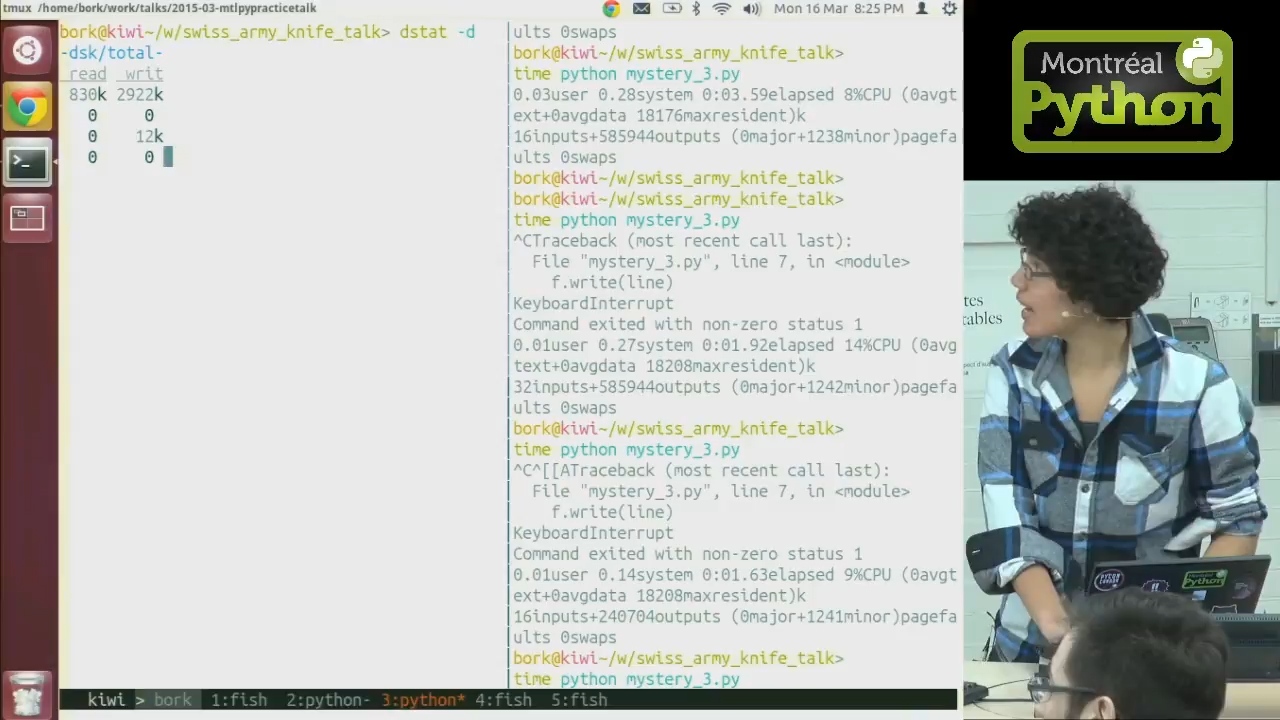 tmux /home/bork/work/talks/2015-03-mtlpypracticetalk
Mon 16 Mar 8:25 PM
bork@kiwi~/w/swiss_army_knife_talk> dstat -d
-dsk/total-
read writ
830k 2922k
0 0
0 12k
0 0
ults 0swaps
bork@kiwi~/w/swiss_army_knife_talk>
time python mystery_3.py
0.03user 0.28system 0:03.59elapsed 8%CPU (0avgt
ext+0avgdata 18176maxresident)k
16inputs+585944outputs (0major+1238minor)pagefa
ults 0swaps
bork@kiwi~/w/swiss_army_knife_talk>
bork@kiwi~/w/swiss_army_knife_talk>
time python mystery_3.py
^CTraceback (most recent call last):
File "mystery_3.py", line 7, in <module>
f.write(line)
KeyboardInterrupt
Command exited with non-zero status 1
0.01user 0.27system 0:01.92elapsed 14%CPU (0avg
text+0avgdata 18208maxresident)k
32inputs+585944outputs (0major+1242minor)pagefa
ults 0swaps
bork@kiwi~/w/swiss_army_knife_talk>
time python mystery_3.py
^C^[[ATraceback (most recent call last):
File "mystery_3.py", line 7, in <module>
f.write(line)
KeyboardInterrupt
Command exited with non-zero status 1
0.01user 0.14system 0:01.63elapsed 9%CPU (0avgt
ext+0avgdata 18208maxresident)k
16inputs+240704outputs (0major+1241minor)pagefa
ults 0swaps
bork@kiwi~/w/swiss_army_knife_talk>
time python mystery_3.py
kiwi > bork 1:fish 2:python- 3:python* 4:fish 5:fish
Montréal
Python
tes
tables
Montréal
Python